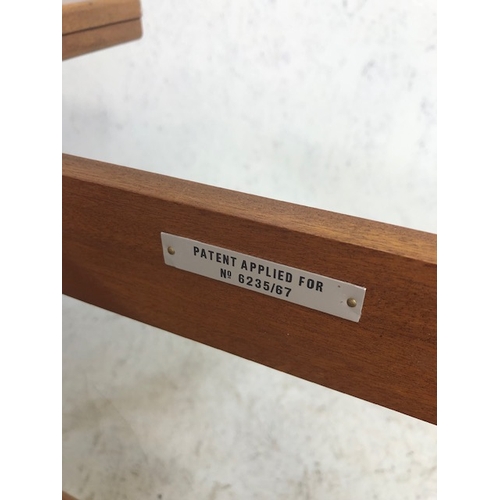 PATENT APPLIED FOR
Nº 6235/67